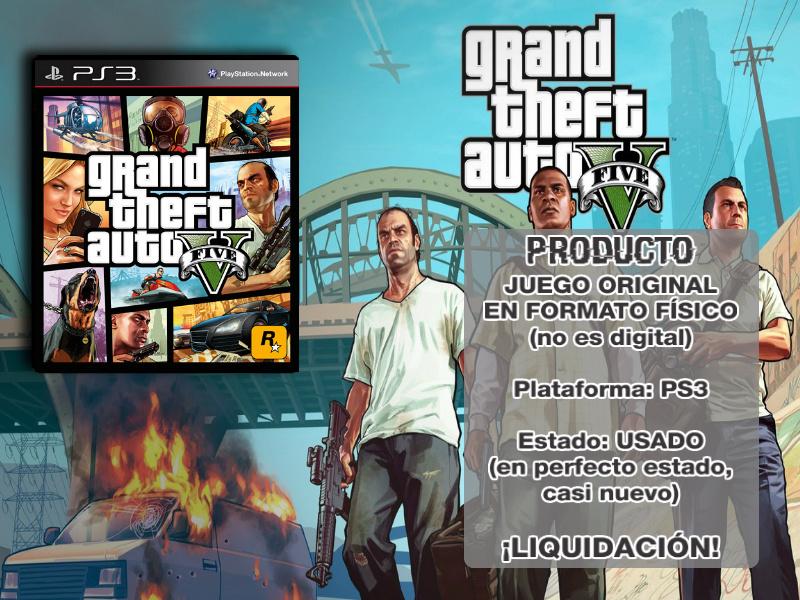 PS3
PlayStation Network
grand
theft
auto
FIVE
R
grand
theft
auto V
FIVE
™
PRODUCTO
JUEGO ORIGINAL
EN FORMATO FÍSICO
(no es digital)
Plataforma: PS3
Estado: USADO
(en perfecto estado,
casi nuevo)
¡LIQUIDACIÓN!